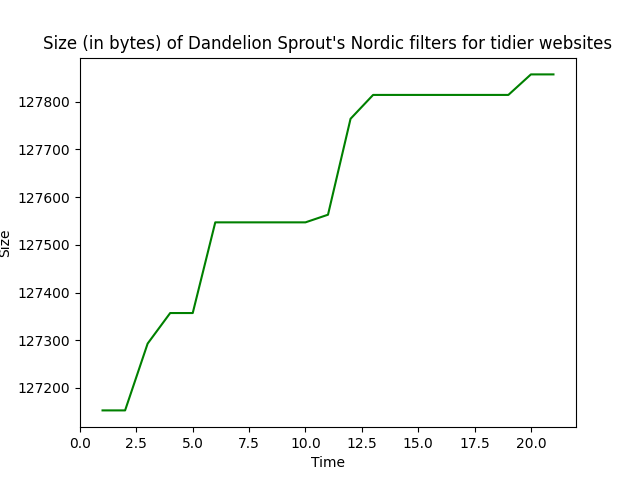 Size (in bytes) of Dandelion Sprout's Nordic filters for tidier websites
127800
127700
127600
127500
127400
127300
127200
Size
0.0 2.5 5.0 7.5 10.0 12.5 15.0 17.5 20.0
Time